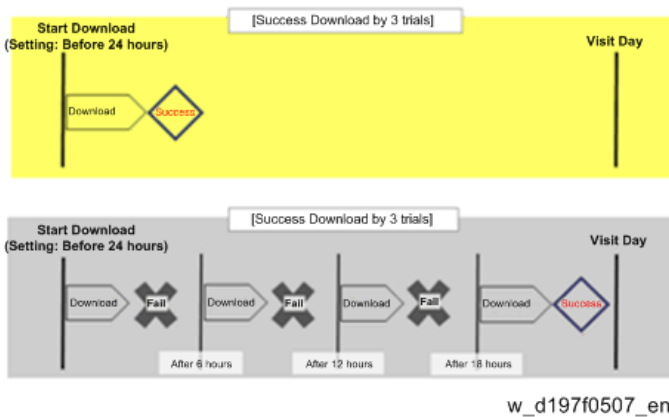 [Success Download by 3 trials]
Start Download
(Setting: Before 24 hours)
Visit Day
Download
Success
[Success Download by 3 trials]
Start Download
(Setting: Before 24 hours)
Visit Day
Download
Fail
Download
Fail
Download
Fail
Download
Success
After 6 hours
After 12 hours
After 18 hours
w_d197f0507_en